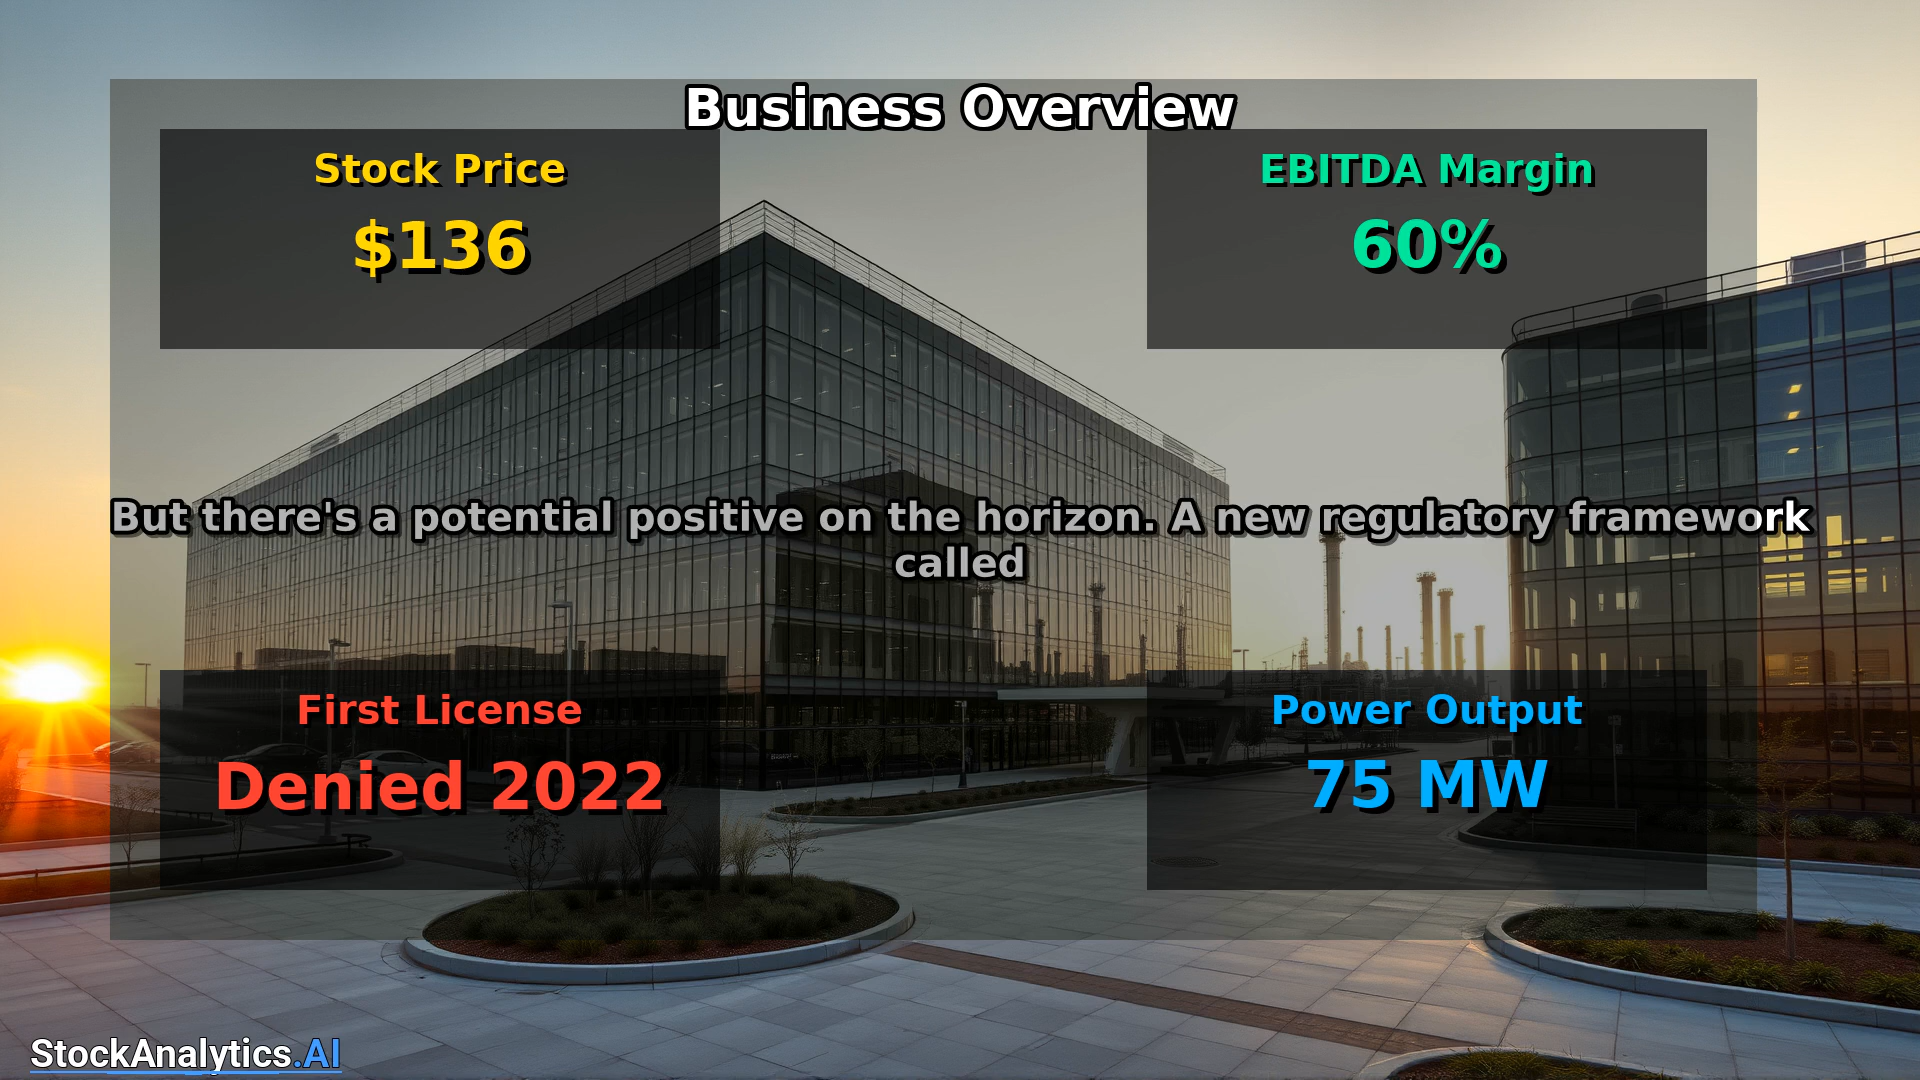 Business Overview
Stock Price
$136
EBITDA Margin
60%
But there's a potential positive on the horizon. A new regulatory framework
called
First License
Denied 2022
Power Output
75 MW
StockAnalytics.AI